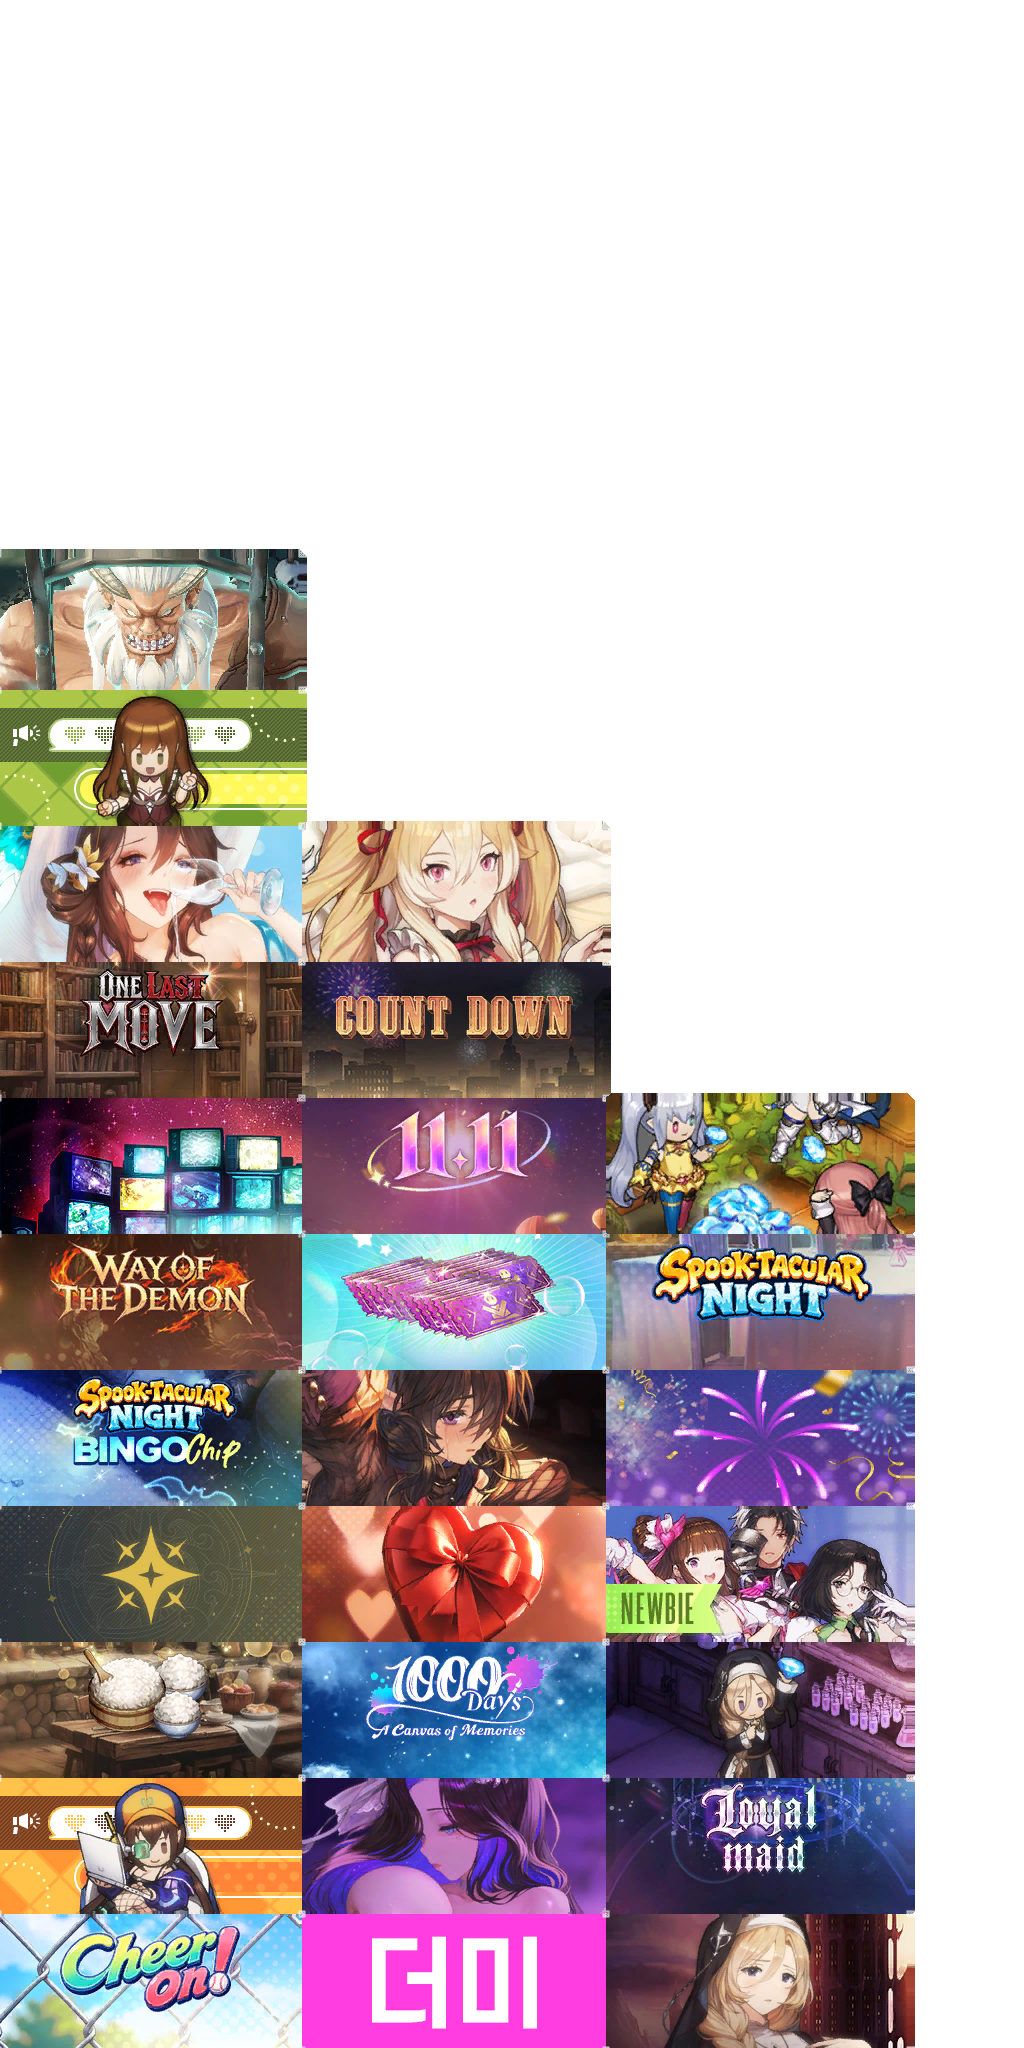 ONE LAST
MOVE
COUNT DOWN
11.11
WAY OF
THE DEMON
SPOOK-TACULAR
NIGHT
SPOOK-TACULAR
NIGHT
BINGO Chip
NEWBIE
1000
Days
A Canvas of Memories
Loyal
maid
Cheer
on!
더미